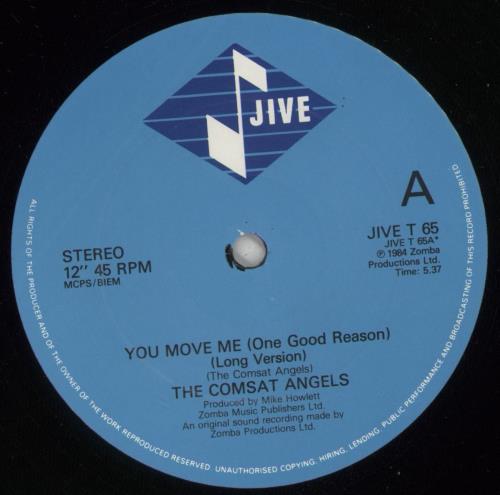 JIVE
A
STEREO
12" 45 RPM
MCPS/BIEM
JIVE T 65
JIVE T 65A*
℗ 1984 Zomba
Productions Ltd.
Time: 5.37
YOU MOVE ME (One Good Reason)
(Long Version)
(The Comsat Angels)
THE COMSAT ANGELS
Produced by Mike Howlett
Zomba Music Publishers Ltd.
An original sound recording made by
Zomba Productions Ltd.
ALL RIGHTS OF THE PRODUCER AND OF THE OWNER OF THE WORK REPRODUCED RESERVED. UNAUTHORISED COPYING, HIRING, LENDING, PUBLIC PERFORMANCE AND BROADCASTING OF THIS RECORD PROHIBITED